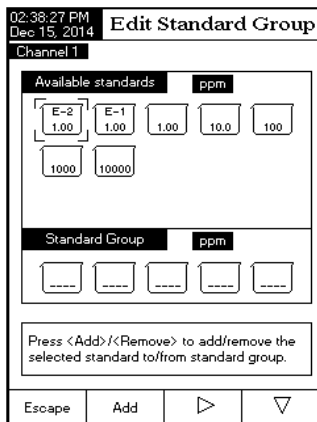 02:38:27 PM
Dec 15, 2014
Edit Standard Group
Channel 1
Available standards ppm
E-2 E-1
1.00 1.00 1.00 10.0 100
1000 10000
Standard Group ppm
---- ---- ---- ---- ----
Press <Add>/<Remove> to add/remove the
selected standard to/from standard group.
Escape Add